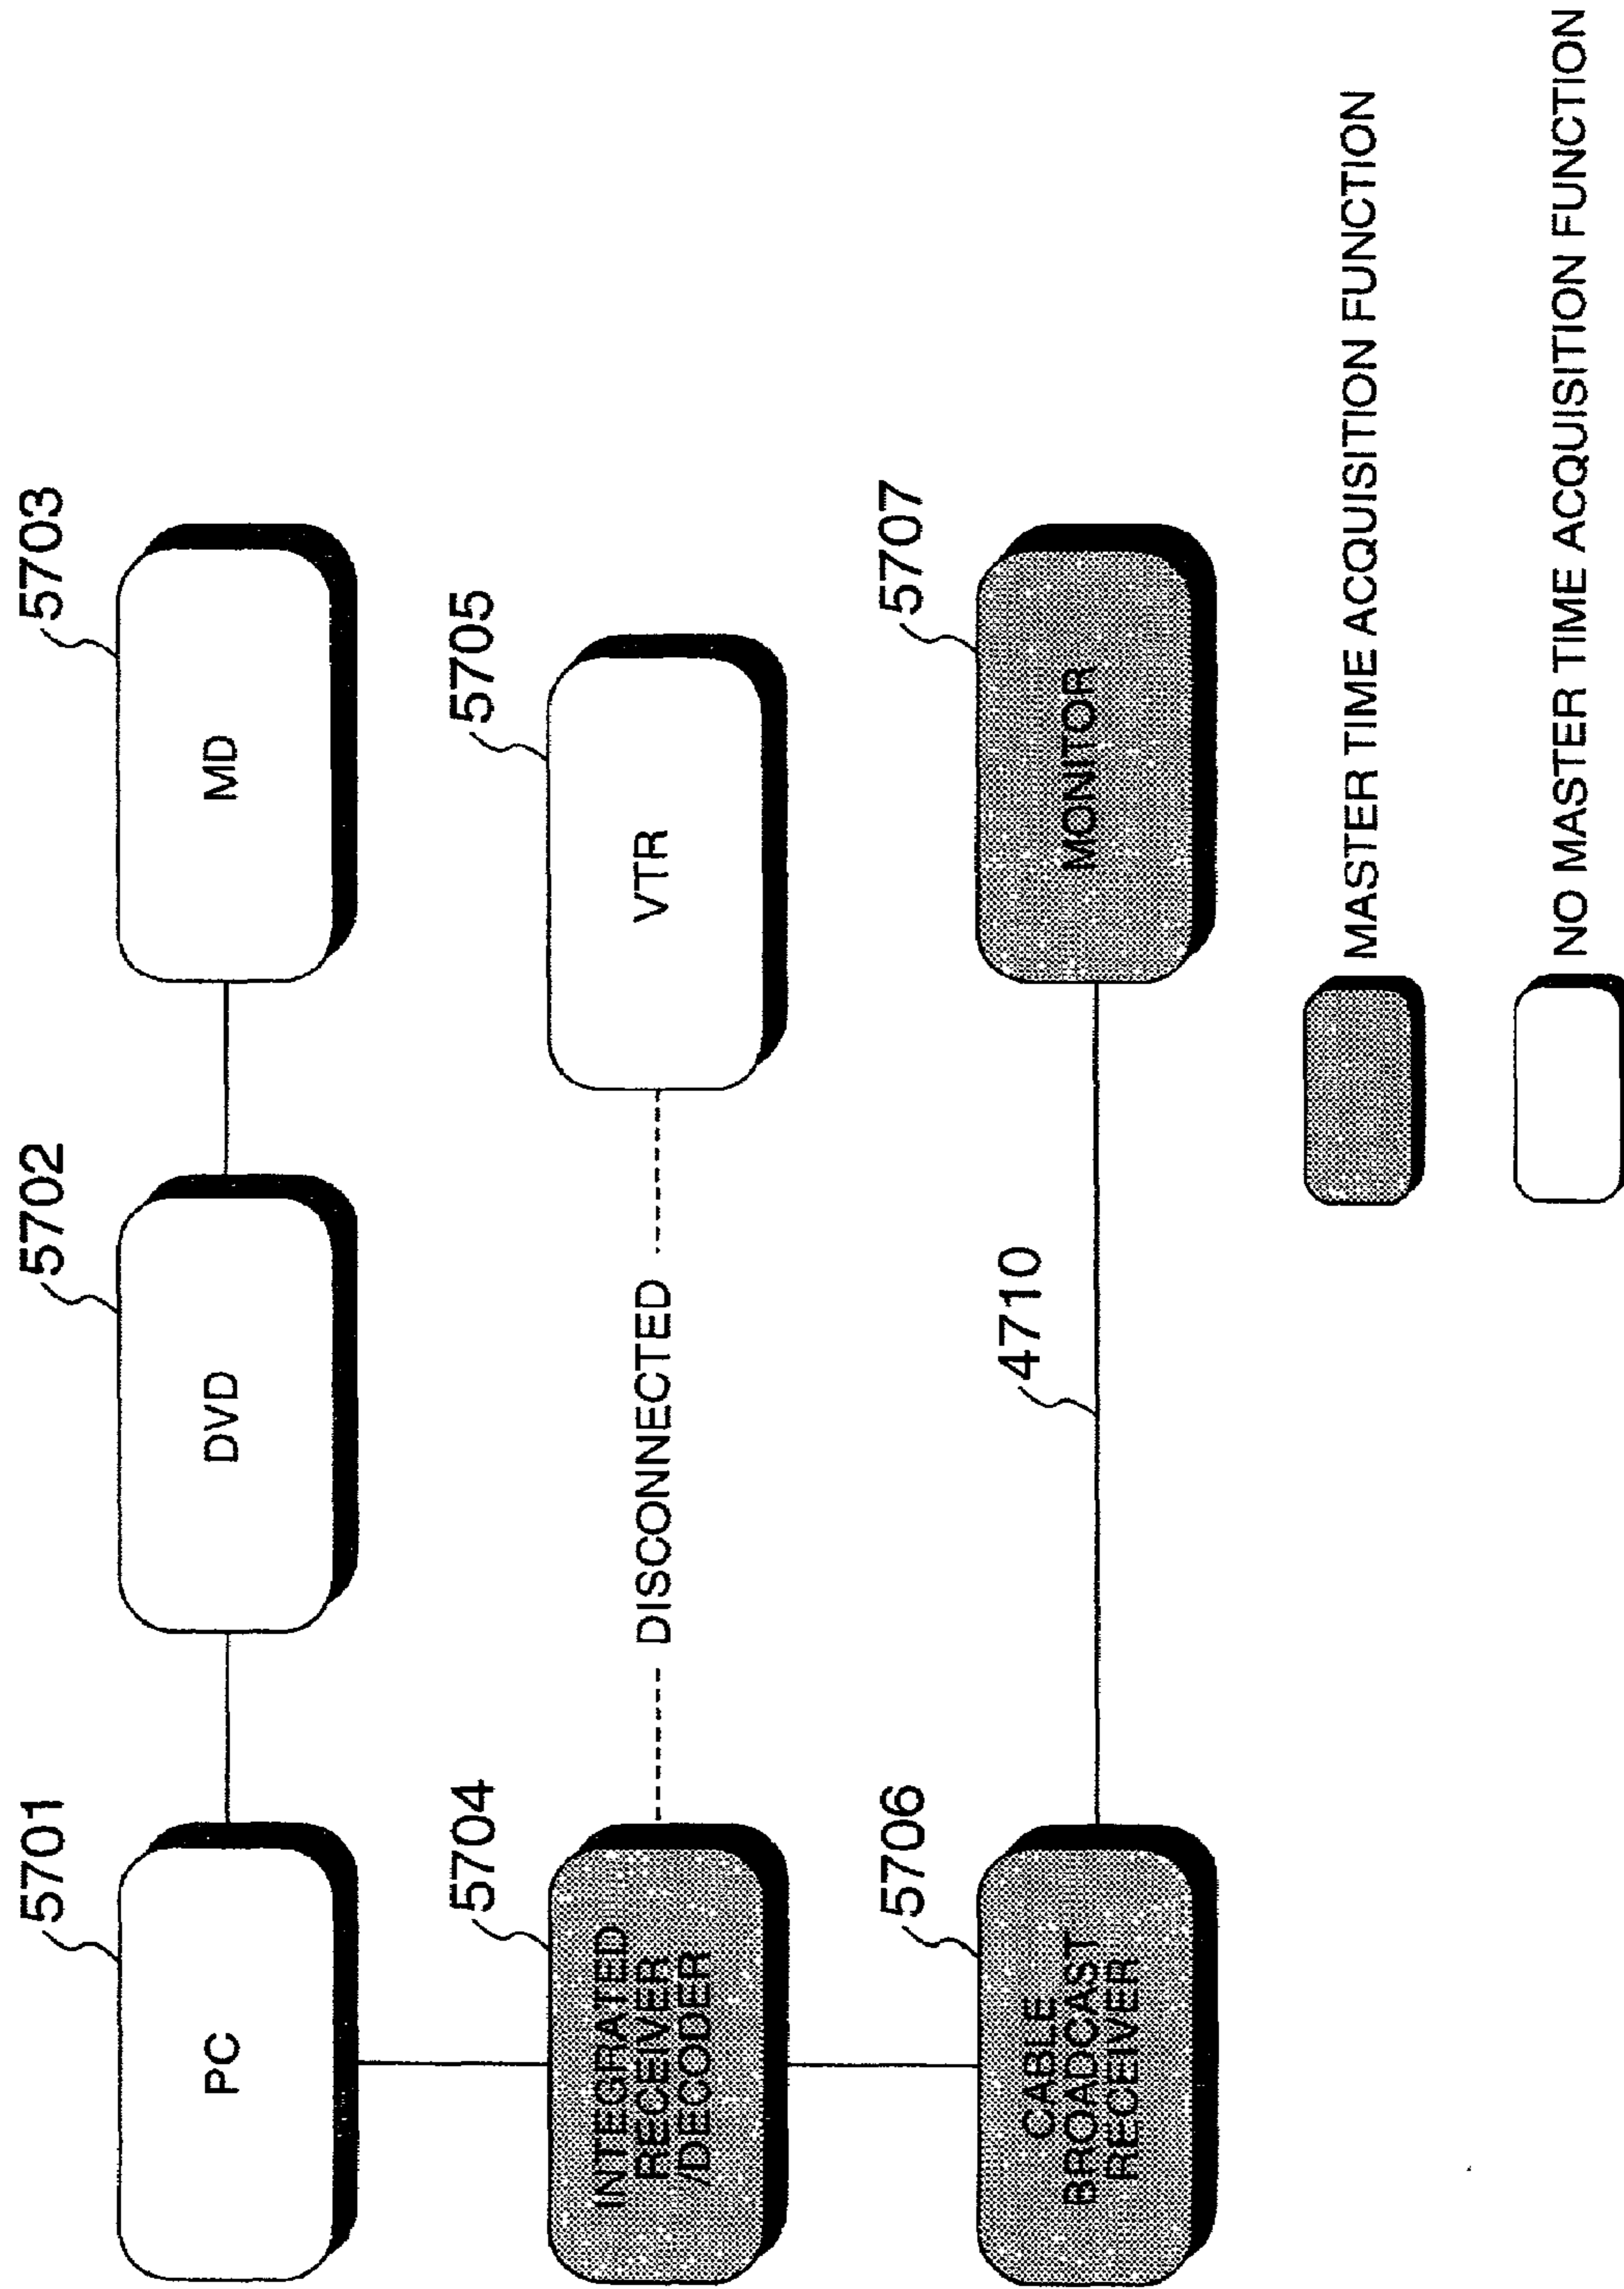 5701
5702
5703
PC
DVD
MD
5704
5705
INTEGRATED
RECEIVER
/DECODER
DISCONNECTED
VTR
5706
4710
5707
CABLE
BROADCAST
RECEIVER
MONITOR
MASTER TIME ACQUISITION FUNCTION
NO MASTER TIME ACQUISITION FUNCTION